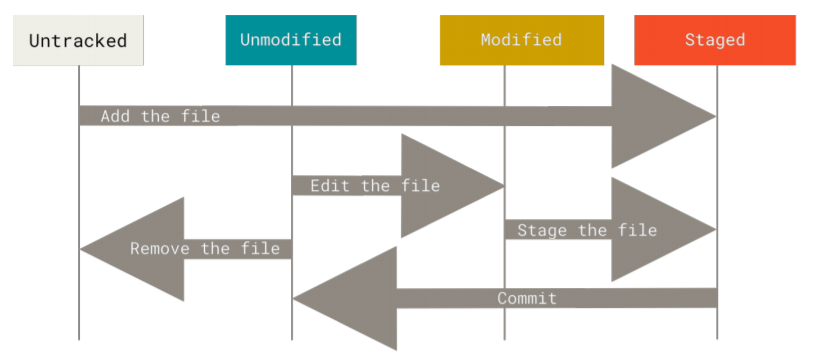 Untracked
Unmodified
Modified
Staged
Add the file
Edit the file
Stage the file
Remove the file
Commit